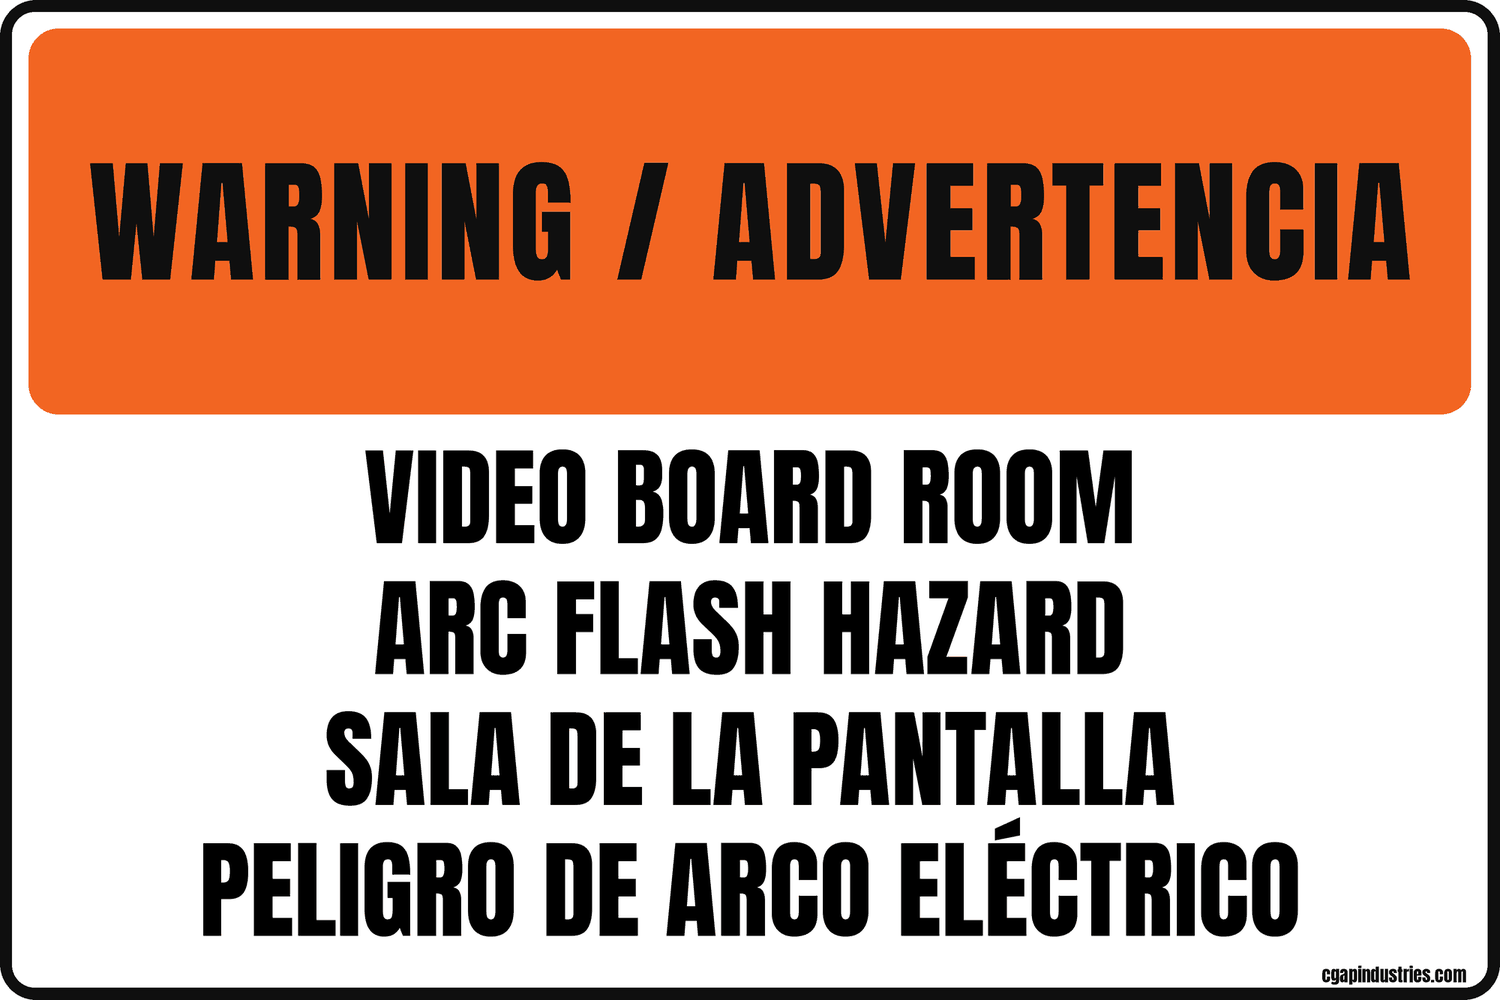 WARNING / ADVERTENCIA
VIDEO BOARD ROOM
ARC FLASH HAZARD
SALA DE LA PANTALLA
PELIGRO DE ARCO ELÉCTRICO
cgapindustries.com